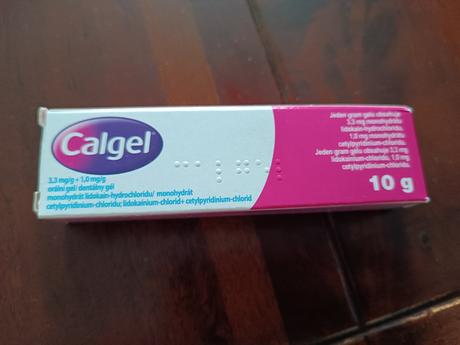 Calgel
3,3 mg/g + 1,0 mg/g
orální gel/ dentálny gél
monohydrát lidokain-hydrochloridu/ monohydrát
cetylpyridinium-chloridu; lidokainium-chlorid+ cetylpyridínium-chlorid
Jeden gram gelu obsahuje
3,3 mg monohydrátu
lidokain-hydrochloridu,
1,0 mg monohydrátu
cetylpyridinium-chloridu.
Jeden gram gélu obsahuje 3,3 mg
lidokainium-chloridu, 1,0 mg
cetylpyridínium-chloridu.
10 g